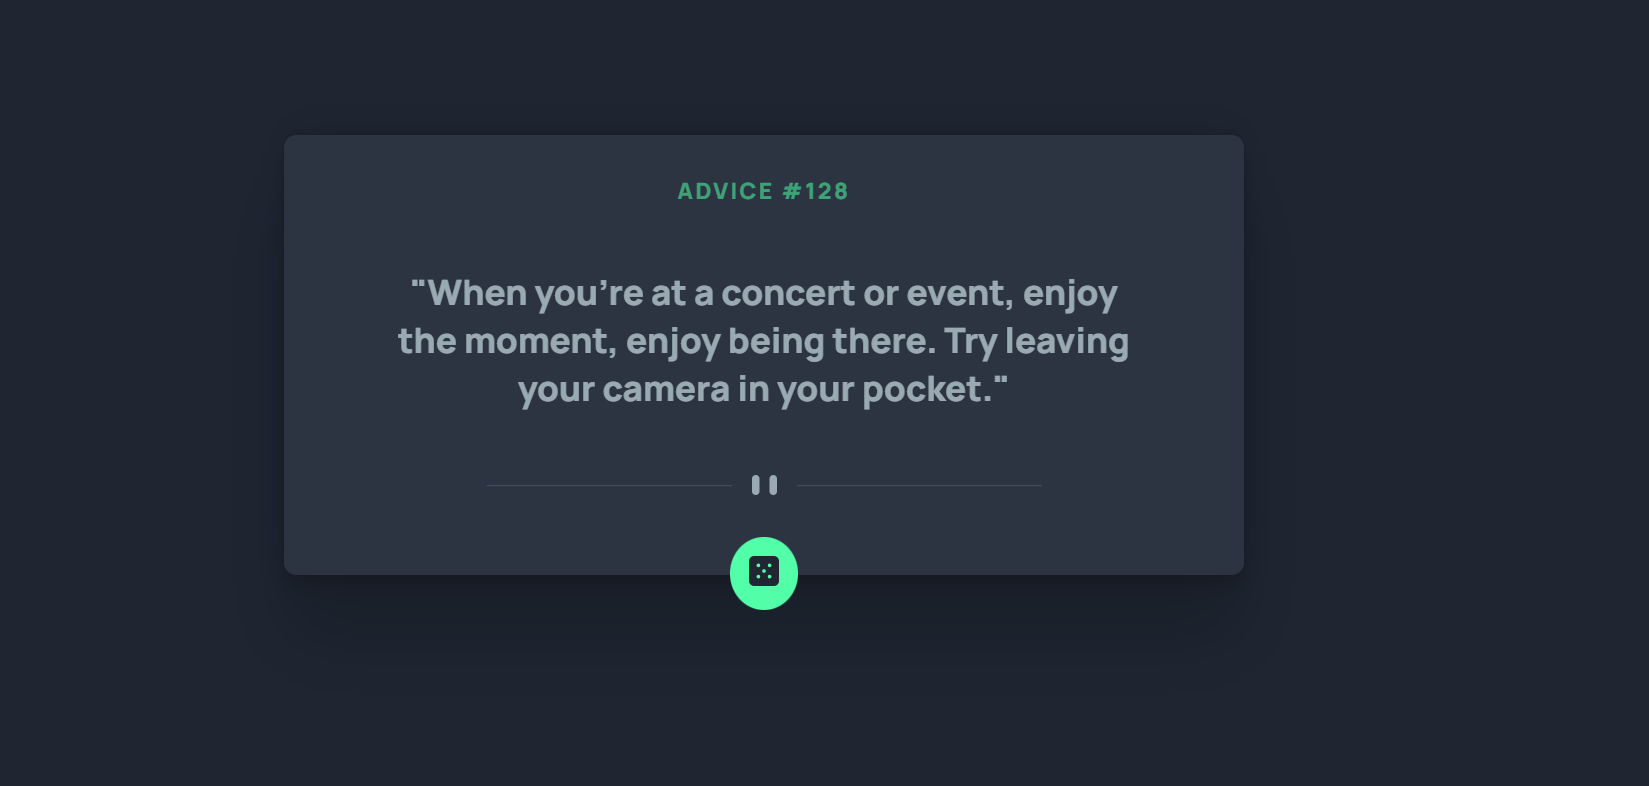 ADVICE #128
"When you’re at a concert or event, enjoy
the moment, enjoy being there. Try leaving
your camera in your pocket."